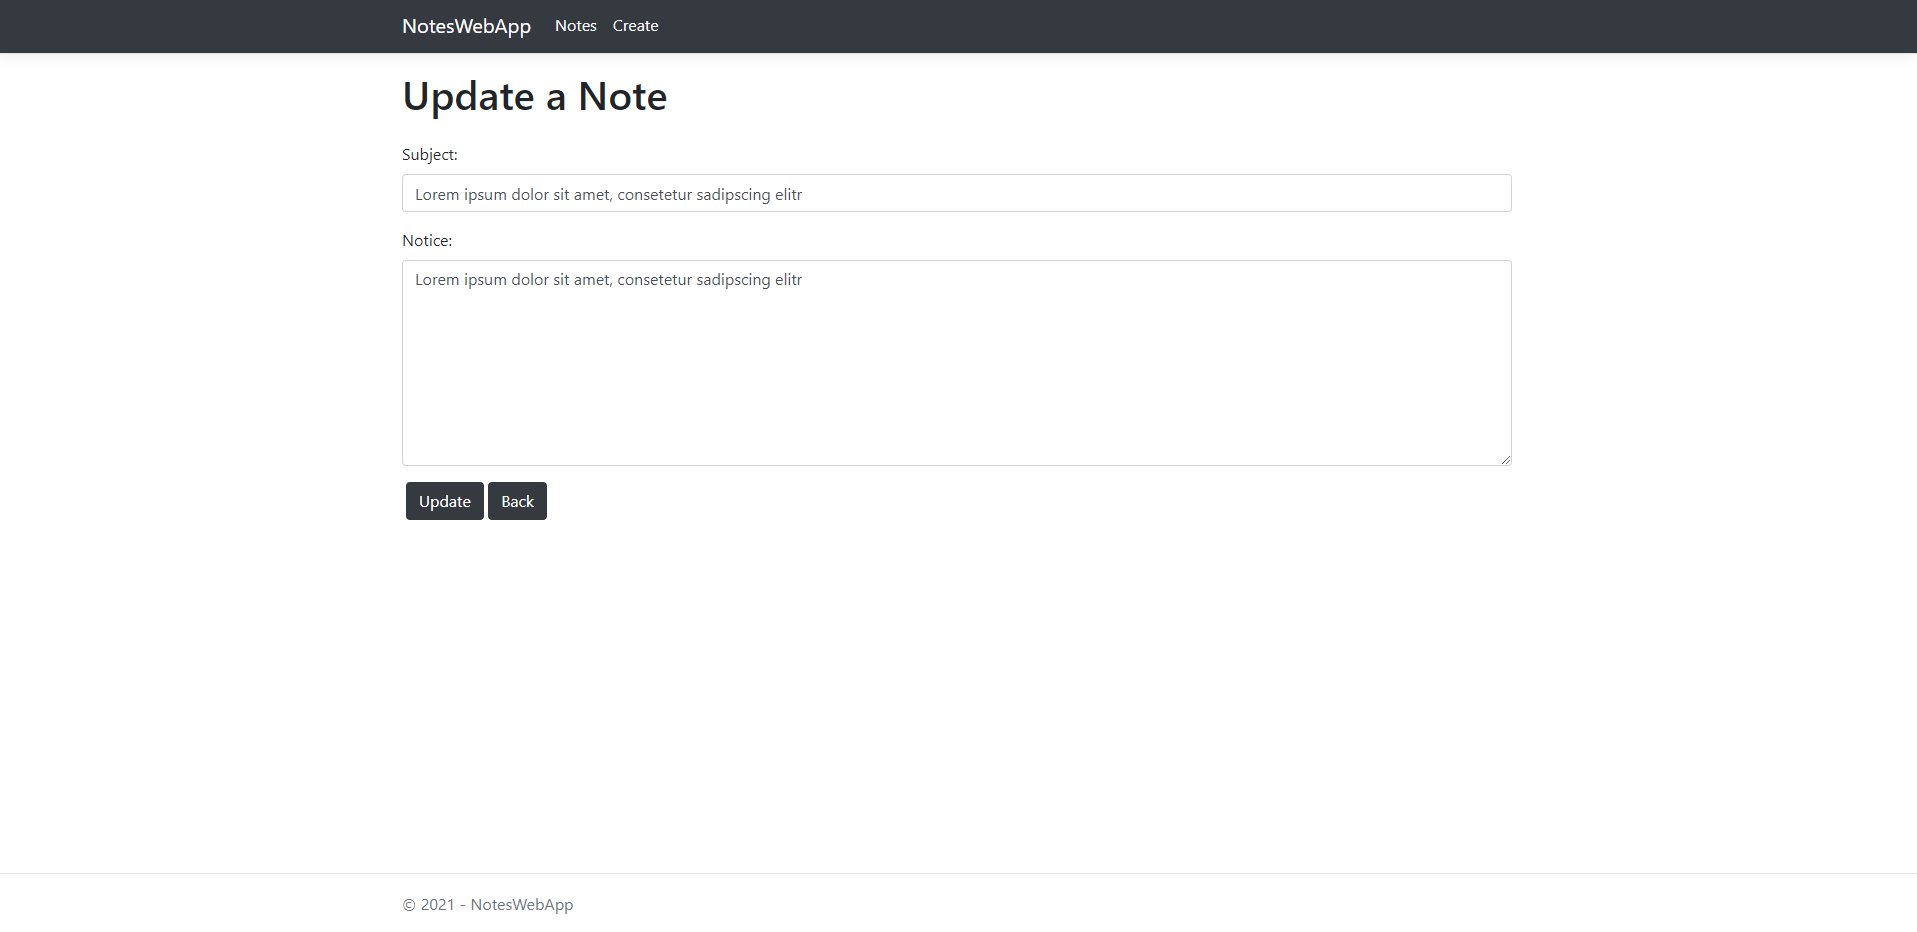 NotesWebApp Notes Create
Update a Note
Subject:
Lorem ipsum dolor sit amet, consetetur sadipscing elitr
Notice:
Lorem ipsum dolor sit amet, consetetur sadipscing elitr
Update Back
© 2021 - NotesWebApp